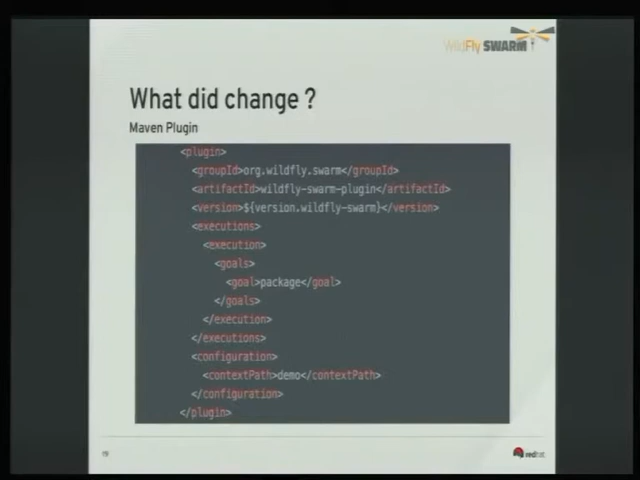 WildFly SWARM
What did change ?
Maven Plugin
<plugin>
<groupId>org.wildfly.swarm</groupId>
<artifactId>wildfly-swarm-plugin</artifactId>
<version>${version.wildfly-swarm}</version>
<executions>
<execution>
<goals>
<goal>package</goal>
</goals>
</execution>
</executions>
<configuration>
<contextPath>demo</contextPath>
</configuration>
</plugin>
redhat